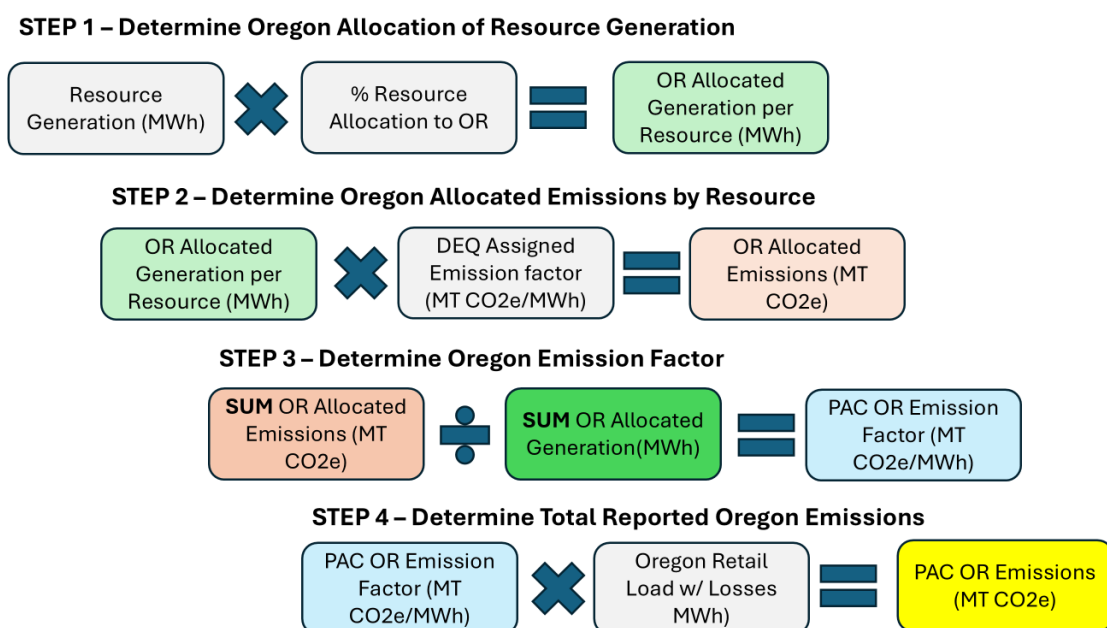 STEP 1 – Determine Oregon Allocation of Resource Generation
Resource
Generation (MWh)
% Resource
Allocation to OR
OR Allocated
Generation per
Resource (MWh)
STEP 2 – Determine Oregon Allocated Emissions by Resource
OR Allocated
Generation per
Resource (MWh)
DEQ Assigned
Emission factor
(MT CO2e/MWh)
OR Allocated
Emissions (MT
CO2e)
STEP 3 – Determine Oregon Emission Factor
SUM OR Allocated
Emissions (MT
CO2e)
SUM OR Allocated
Generation(MWh)
PAC OR Emission
Factor (MT
CO2e/MWh)
STEP 4 – Determine Total Reported Oregon Emissions
PAC OR Emission
Factor (MT
CO2e/MWh)
Oregon Retail
Load w/ Losses
MWh)
PAC OR Emissions
(MT CO2e)